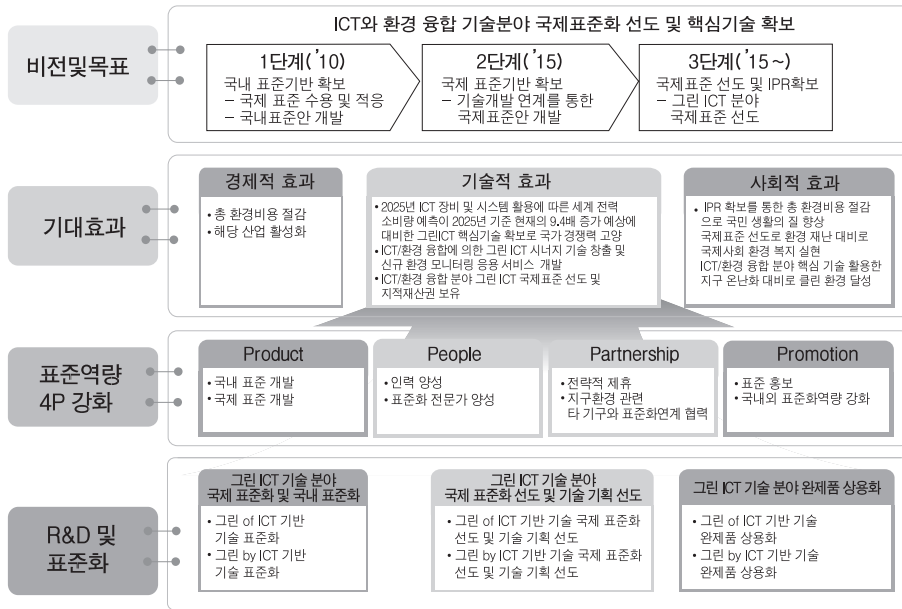 비전및목표
ICT와 환경 융합 기술분야 국제표준화 선도 및 핵심기술 확보
1단계('10)
국내 표준기반 확보
– 국제 표준 수용 및 적응
– 국내표준안 개발
2단계('15)
국제 표준기반 확보
– 기술개발 연계를 통한
국제표준안 개발
3단계('15~)
국제표준 선도 및 IPR확보
– 그린 ICT 분야
국제표준 선도
기대효과
경제적 효과
• 총 환경비용 절감
• 해당 산업 활성화
기술적 효과
• 2025년 ICT 장비 및 시스템 활용에 따른 세계 전력
소비량 예측이 2025년 기준 현재의 9.4배 증가 예상에
대비한 그린ICT 핵심기술 확보로 국가 경쟁력 고양
• ICT/환경 융합에 의한 그린 ICT 시너지 기술 창출 및
신규 환경 모니터링 응용 서비스 개발
• ICT/환경 융합 분야 그린 ICT 국제표준 선도 및
지적재산권 보유
사회적 효과
• IPR 확보를 통한 총 환경비용 절감
으로 국민 생활의 질 향상
국제표준 선도로 환경 재난 대비로
국제사회 환경 복지 실현
ICT/환경 융합 분야 핵심 기술 활용한
지구 온난화 대비로 클린 환경 달성
표준역량
4P 강화
Product
• 국내 표준 개발
• 국제 표준 개발
People
• 인력 양성
• 표준화 전문가 양성
Partnership
• 전략적 제휴
• 지구환경 관련
타 기구와 표준화연계 협력
Promotion
• 표준 홍보
• 국내외 표준화역량 강화
R&D 및
표준화
그린 ICT 기술 분야
국제 표준화 및 국내 표준화
• 그린 of ICT 기반
기술 표준화
• 그린 by ICT 기반
기술 표준화
그린 ICT 기술 분야
국제 표준화 선도 및 기술 기획 선도
• 그린 of ICT 기반 기술 국제 표준화
선도 및 기술 기획 선도
• 그린 by ICT 기반 기술 국제 표준화
선도 및 기술 기획 선도
그린 ICT 기술 분야 완제품 상용화
• 그린 of ICT 기반 기술
완제품 상용화
• 그린 by ICT 기반 기술
완제품 상용화